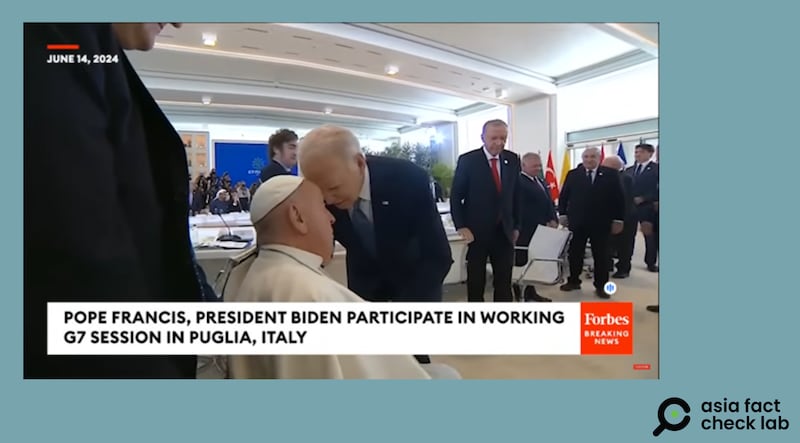 JUNE 14, 2024
POPE FRANCIS, PRESIDENT BIDEN PARTICIPATE IN WORKING
G7 SESSION IN PUGLIA, ITALY
Forbes
BREAKING
NEWS
asia fact
check lab